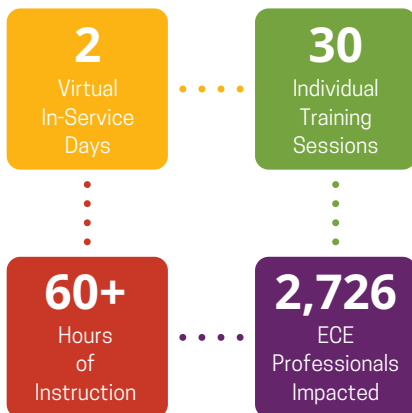 2
Virtual
In-Service
Days
30
Individual
Training
Sessions
60+
Hours
of
Instruction
2,726
ECE
Professionals
Impacted